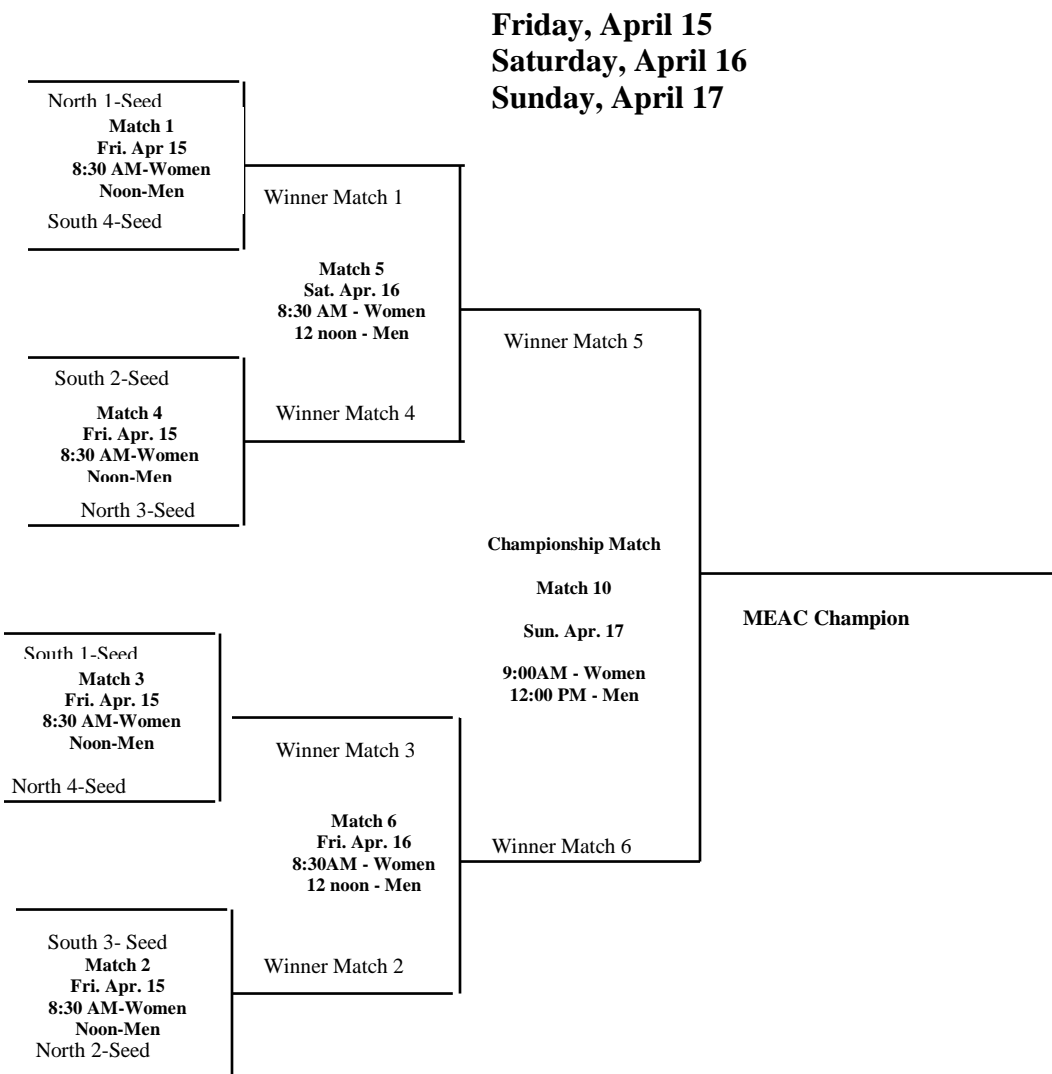 Friday, April 15
Saturday, April 16
Sunday, April 17
North 1-Seed
Match 1
Fri. Apr 15
8:30 AM-Women
Noon-Men
South 4-Seed
Winner Match 1
Match 5
Sat. Apr. 16
8:30 AM - Women
12 noon - Men
Winner Match 5
South 2-Seed
Match 4
Fri. Apr. 15
8:30 AM-Women
Noon-Men
North 3-Seed
Winner Match 4
Championship Match
Match 10
Sun. Apr. 17
9:00AM - Women
12:00 PM - Men
MEAC Champion
South 1-Seed
Match 3
Fri. Apr. 15
8:30 AM-Women
Noon-Men
North 4-Seed
Winner Match 3
Match 6
Fri. Apr. 16
8:30AM - Women
12 noon - Men
Winner Match 6
South 3- Seed
Match 2
Fri. Apr. 15
8:30 AM-Women
Noon-Men
North 2-Seed
Winner Match 2